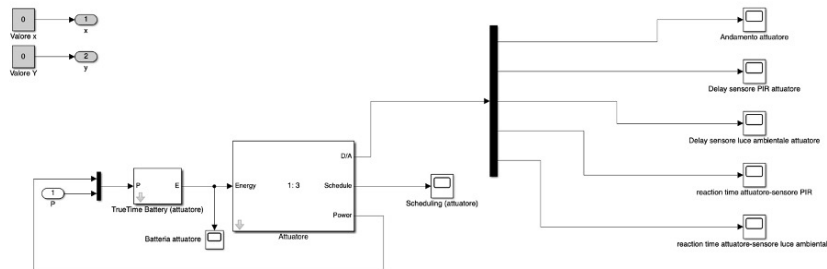 0
Valore x
1
x
0
Valore Y
2
y
1
P
P
E
TrueTime Battery (attuatore)
Batteria attuatore
Energy
1: 3
D/A
Schedule
Power
Attuatore
Scheduling (attuatore)
Andamento attuatore
Delay sensore PIR attuatore
Delay sensore luce ambientale attuatore
reaction time attuatore-sensore PIR
reaction time attuatore-sensore luce ambiental